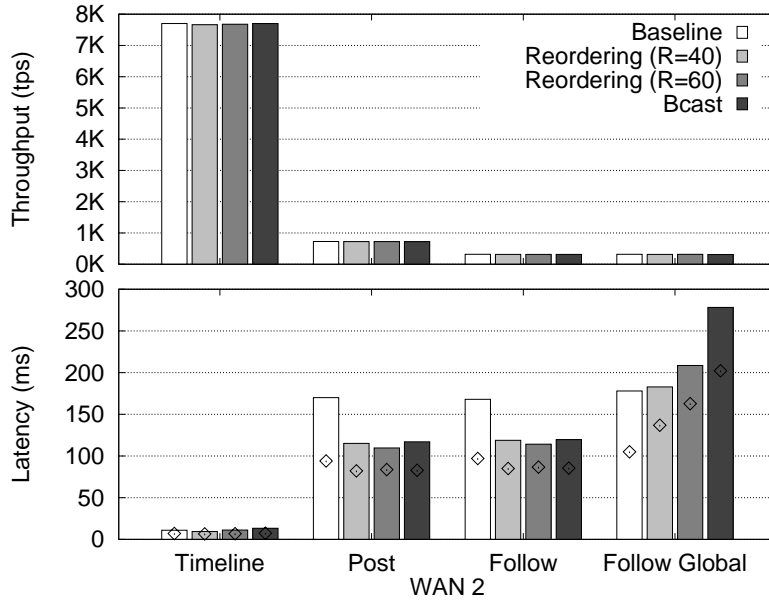 8K
7K
6K
5K
4K
3K
2K
1K
0K
Throughput (tps)
Baseline
Reordering (R=40)
Reordering (R=60)
Bcast
300
250
200
150
100
50
0
Latency (ms)
Timeline Post Follow Follow Global
WAN 2